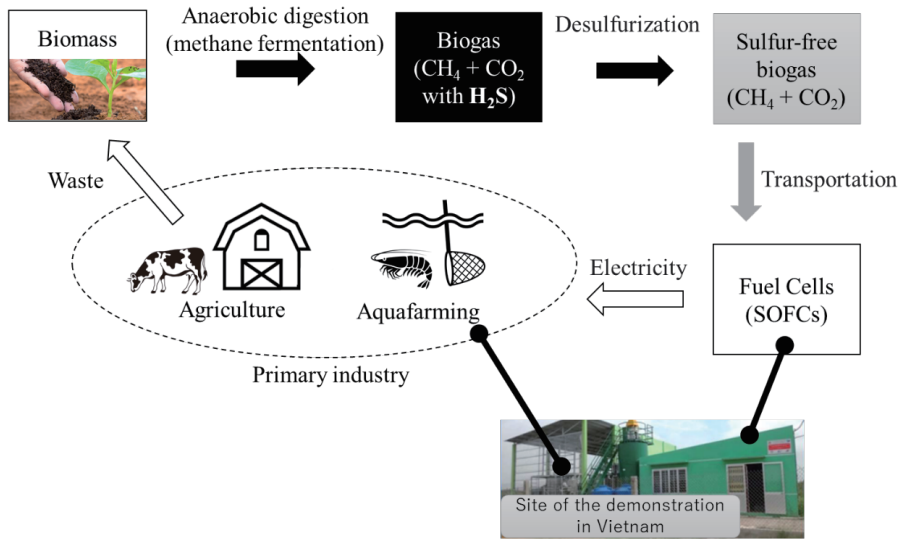 Biomass
Anaerobic digestion
(methane fermentation)
Biogas
(CH₄ + CO₂
with H₂S)
Desulfurization
Sulfur-free
biogas
(CH₄ + CO₂)
Waste
Transportation
Agriculture
Aquafarming
Electricity
Fuel Cells
(SOFCs)
Primary industry
Site of the demonstration
in Vietnam